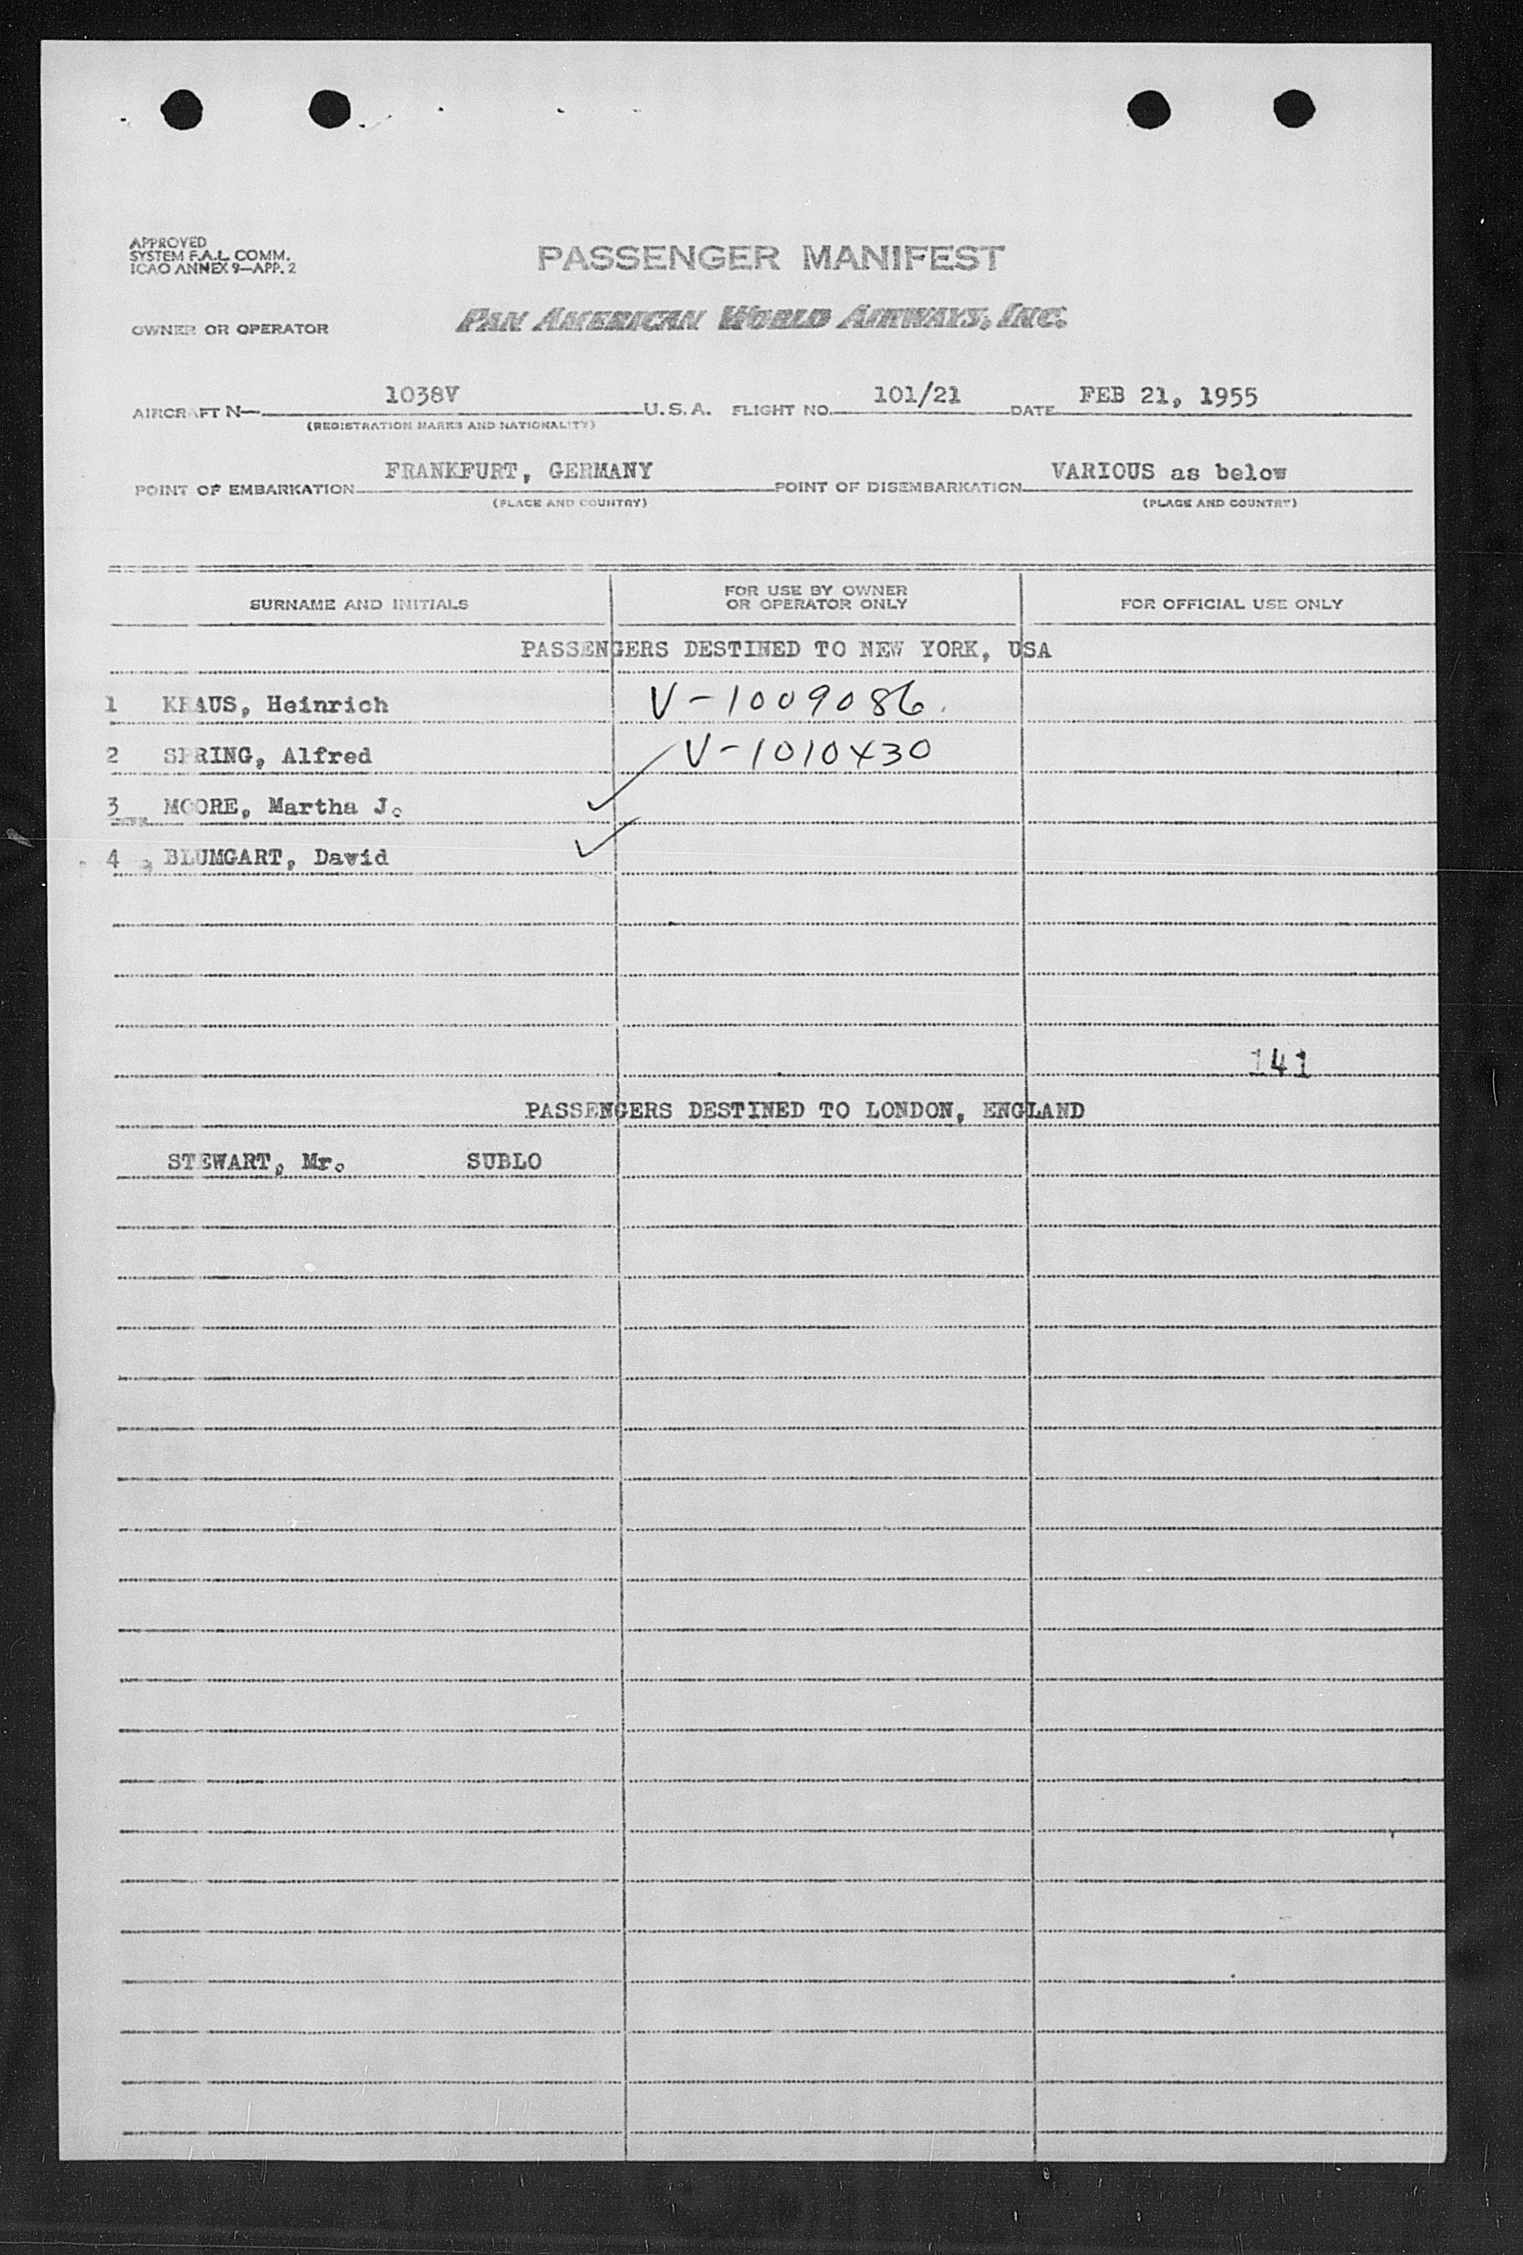 APPROVED
SYSTEM F.A.L. COMM.
ICAO ANNEX 9—APP. 2
PASSENGER MANIFEST
OWNER OR OPERATOR PAN AMERICAN WORLD AIRWAYS, INC.
AIRCRAFT N— 1038V U.S.A. FLIGHT NO. 101/21 DATE FEB 21, 1955
(REGISTRATION MARKS AND NATIONALITY)
POINT OF EMBARKATION FRANKFURT, GERMANY POINT OF DISEMBARKATION VARIOUS as below
(PLACE AND COUNTRY) (PLACE AND COUNTRY)
SURNAME AND INITIALS FOR USE BY OWNER OR OPERATOR ONLY FOR OFFICIAL USE ONLY
PASSENGERS DESTINED TO NEW YORK, USA
1 KRAUS, Heinrich V-1009086
2 SPRING, Alfred V-1010430
3 MOORE, Martha J. ✓
4 BLUMGART, David ✓
141
PASSENGERS DESTINED TO LONDON, ENGLAND
STEWART, Mr. SUBLO